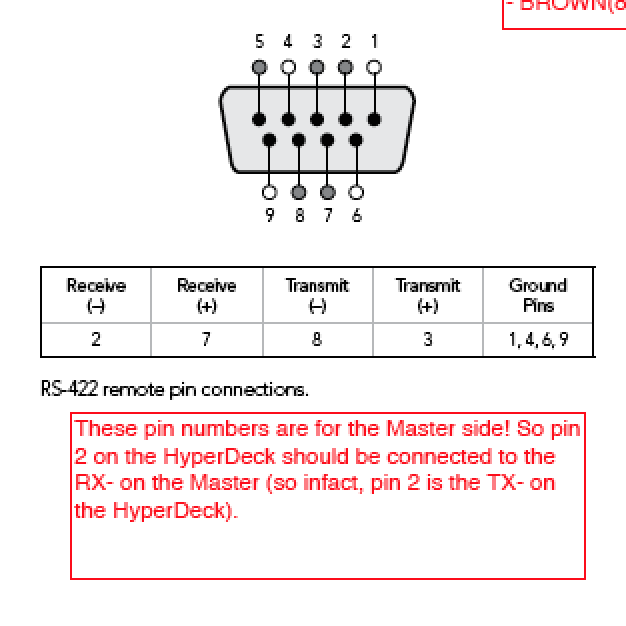 - BROWN(8
5 4 3 2 1
9 8 7 6
Receive (–) Receive (+) Transmit (–) Transmit (+) Ground Pins
2 7 8 3 1, 4, 6, 9
RS-422 remote pin connections.
These pin numbers are for the Master side! So pin
2 on the HyperDeck should be connected to the
RX- on the Master (so infact, pin 2 is the TX- on
the HyperDeck).